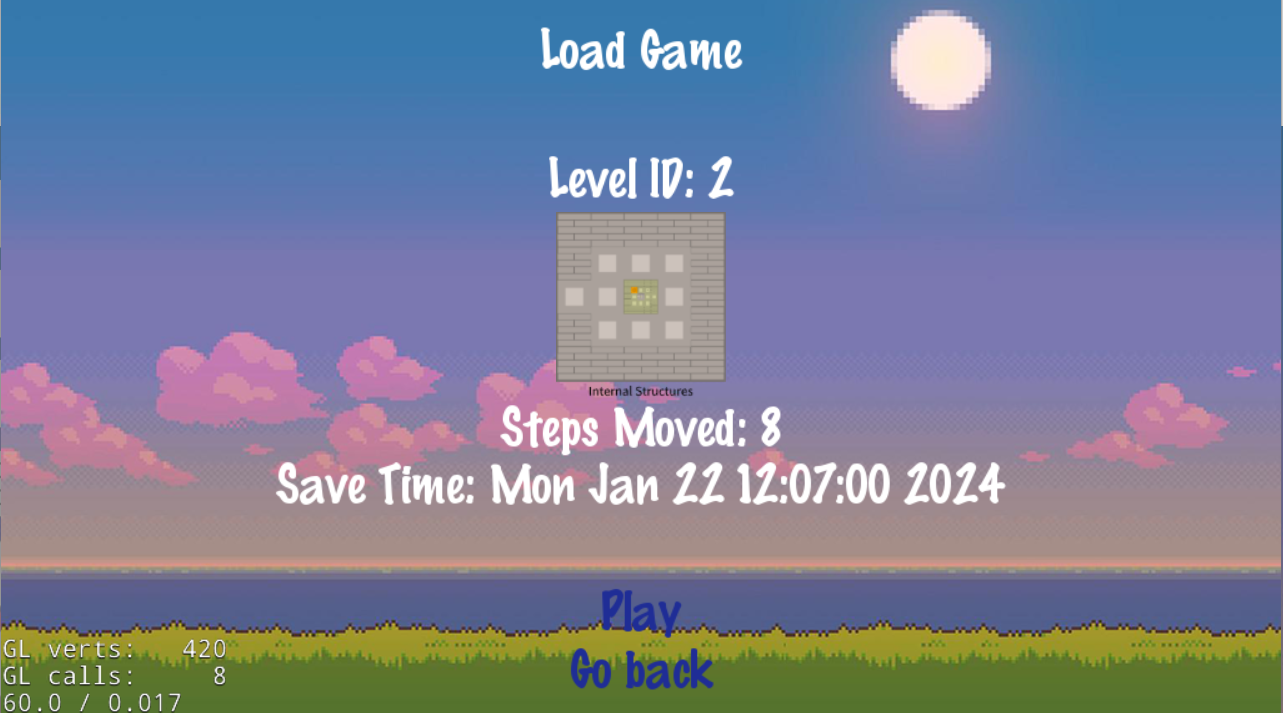 Load Game
Level ID: 2
Internal Structures
Steps Moved: 8
Save Time: Mon Jan 22 12:07:00 2024
Play
Go back
GL verts: 420
GL calls: 8
60.0 / 0.017